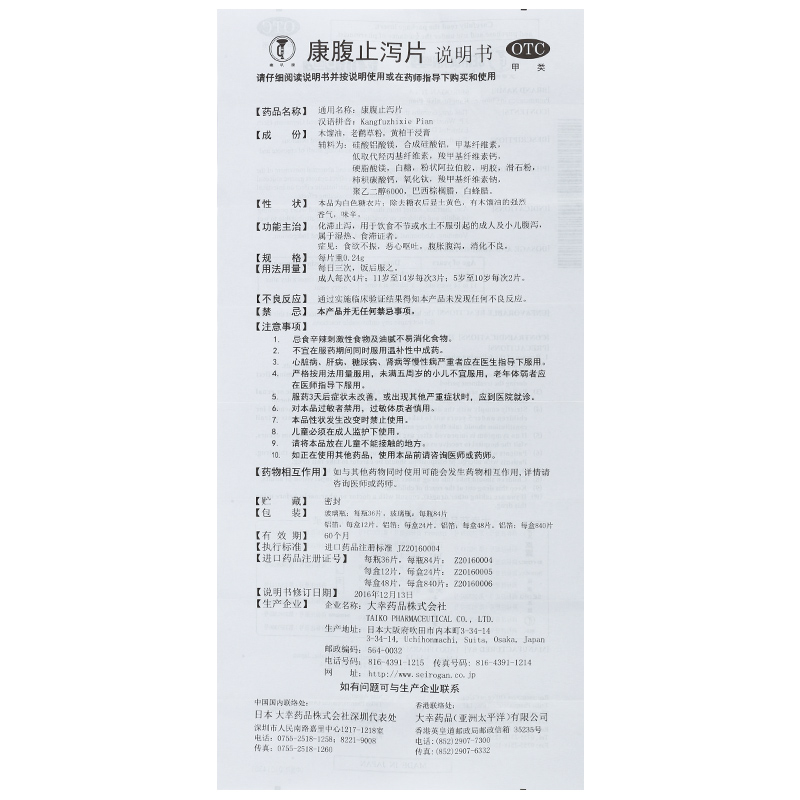 康腹止泻片 说明书 OTC
甲 类
请仔细阅读说明书并按说明使用或在药师指导下购买和使用
【药品名称】 通用名称：康腹止泻片
汉语拼音：Kangfuzhixie Pian
【成 份】 木馏油，老鹳草粉，黄柏干浸膏
辅料为：硅酸铝酸镁，合成硅酸铝，甲基纤维素，
低取代羟丙基纤维素，羧甲基纤维素钙，
硬脂酸镁，白糖，粉状阿拉伯胶，明胶，滑石粉，
沛积碳酸钙，氧化钛，羧甲基纤维素钠，
聚乙二醇6000，巴西棕榈腊，白蜂腊。
【性 状】 本品为白色糖衣片，除去糖衣后显土黄色，有木馏油的强烈
香气，味辛。
【功能主治】 化滞止泻，用于饮食不节或水土不服引起的成人及小儿腹泻，
属于湿热、食滞证者。
症见：食欲不振，恶心呕吐，腹胀腹泻，消化不良。
【规 格】 每片重0.24g
【用法用量】 每日三次，饭后服之。
成人每次4片；11岁至14岁每次3片；5岁至10岁每次2片。
【不良反应】 通过实施临床验证结果得知本产品未发现任何不良反应。
【禁 忌】 本产品并无任何禁忌事项。
【注意事项】
1. 忌食辛辣刺激性食物及油腻不易消化食物。
2. 不宜在服药期间同时服用温补性中成药。
3. 心脏病、肝病、糖尿病、肾病等慢性病严重者应在医生指导下服用。
4. 严格按用法用量服用，未满五周岁的小儿不宜服用，老年体弱者应
在医师指导下服用。
5. 服药3天后症状未改善，或出现其他严重症状时，应到医院就诊。
6. 对本品过敏者禁用，过敏体质者慎用。
7. 本品性状发生改变时禁止使用。
8. 儿童必须在成人监护下使用。
9. 请将本品放在儿童不能接触的地方。
10. 如正在使用其他药品，使用本品前请咨询医师或药师。
【药物相互作用】 如与其他药物同时使用可能会发生药物相互作用，详情请
咨询医师或药师。
【贮 藏】 密封
【包 装】 玻璃瓶：每瓶36片，玻璃瓶：每瓶84片
铝箔，每盒12片，铝箔：每盒24片，铝箔，每盒48片，铝箔：每盒840片
【有 效 期】 60个月
【执行标准】 进口药品注册标准 JZ20160004
【进口药品注册证号】 每瓶36片，每瓶84片：Z20160004
每盒12片，每盒24片：Z20160005
每盒48片，每盒840片：Z20160006
【说明书修订日期】 2016年12月13日
【生产企业】 企业名称：大幸药品株式会社
TAIKO PHARMACEUTICAL CO., LTD.
生产地址：日本大阪府吹田市内本町3-34-14
3-34-14, Uchihonmachi, Suita, Osaka, Japan
邮政编码：564-0032
电话号码：816-4391-1215 传真号码：816-4391-1214
网 址：http://www.seirogan.co.jp
如有问题可与生产企业联系
中国国内联络处：
日本 大幸药品株式会社深圳代表处
深圳市人民南路嘉里中心1217-1218室
电话：0755-2518-1258；8221-9008
传真：0755-2518-1260
香港联络处：
大幸药品(亚洲太平洋)有限公司
香港英皇道邮政局邮政信箱 35235号
电话：(852)2907-7300
传真：(852)2907-6332